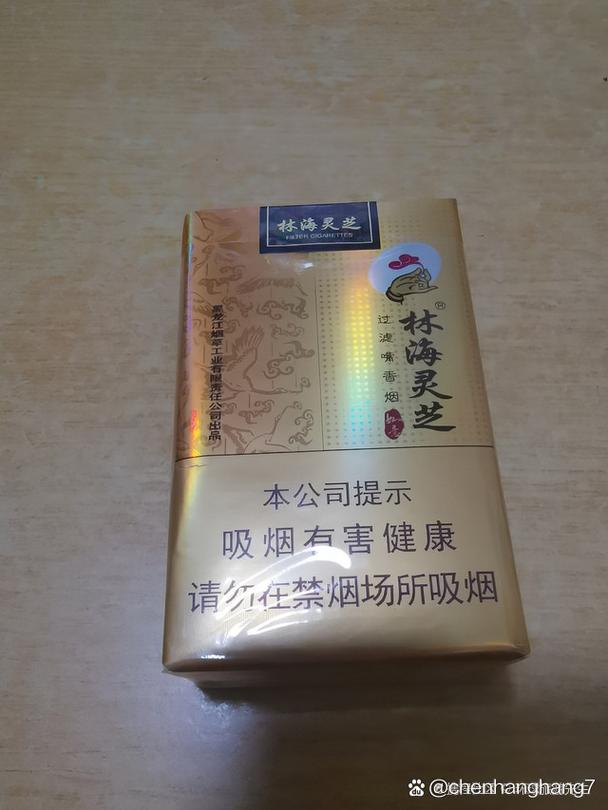 林海灵芝
FILTER CIGARETTES
®
林海灵芝
过滤嘴香烟
黑龙江烟草工业有限责任公司出品
本公司提示
吸烟有害健康
请勿在禁烟场所吸烟
@chenhanghang7